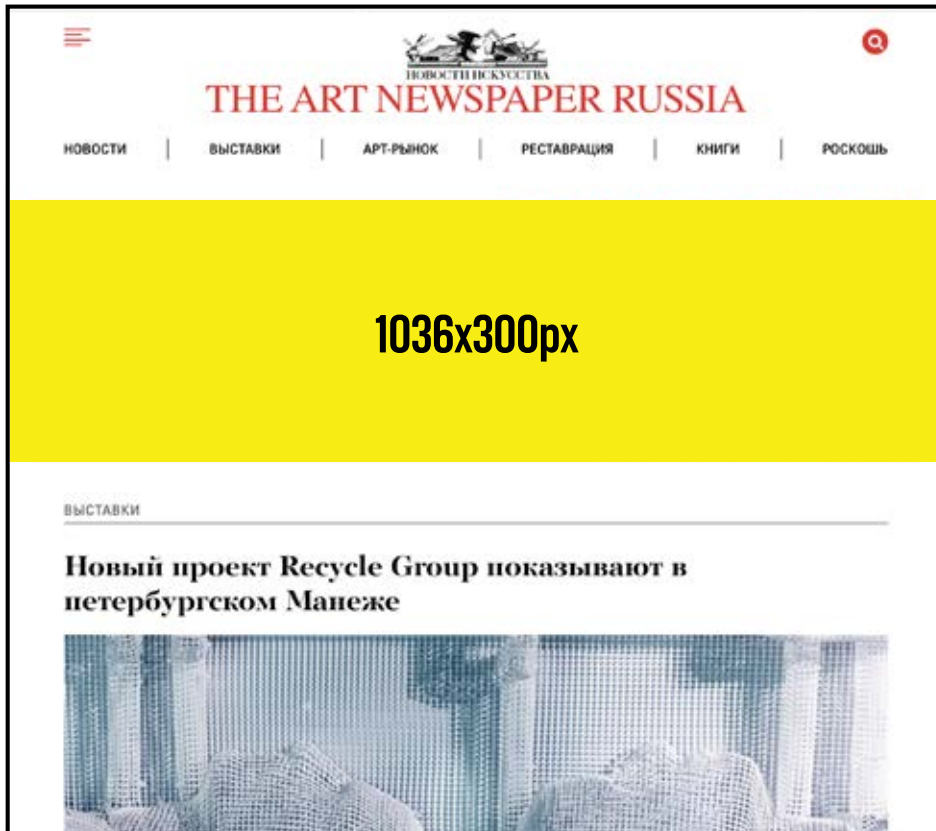 НОВОСТИ ИСКУССТВА
THE ART NEWSPAPER RUSSIA
НОВОСТИ | ВЫСТАВКИ | АРТ-РЫНОК | РЕСТАВРАЦИЯ | КНИГИ | РОСКОШЬ
1036x300px
ВЫСТАВКИ
Новый проект Recycle Group показывают в
петербургском Манеже